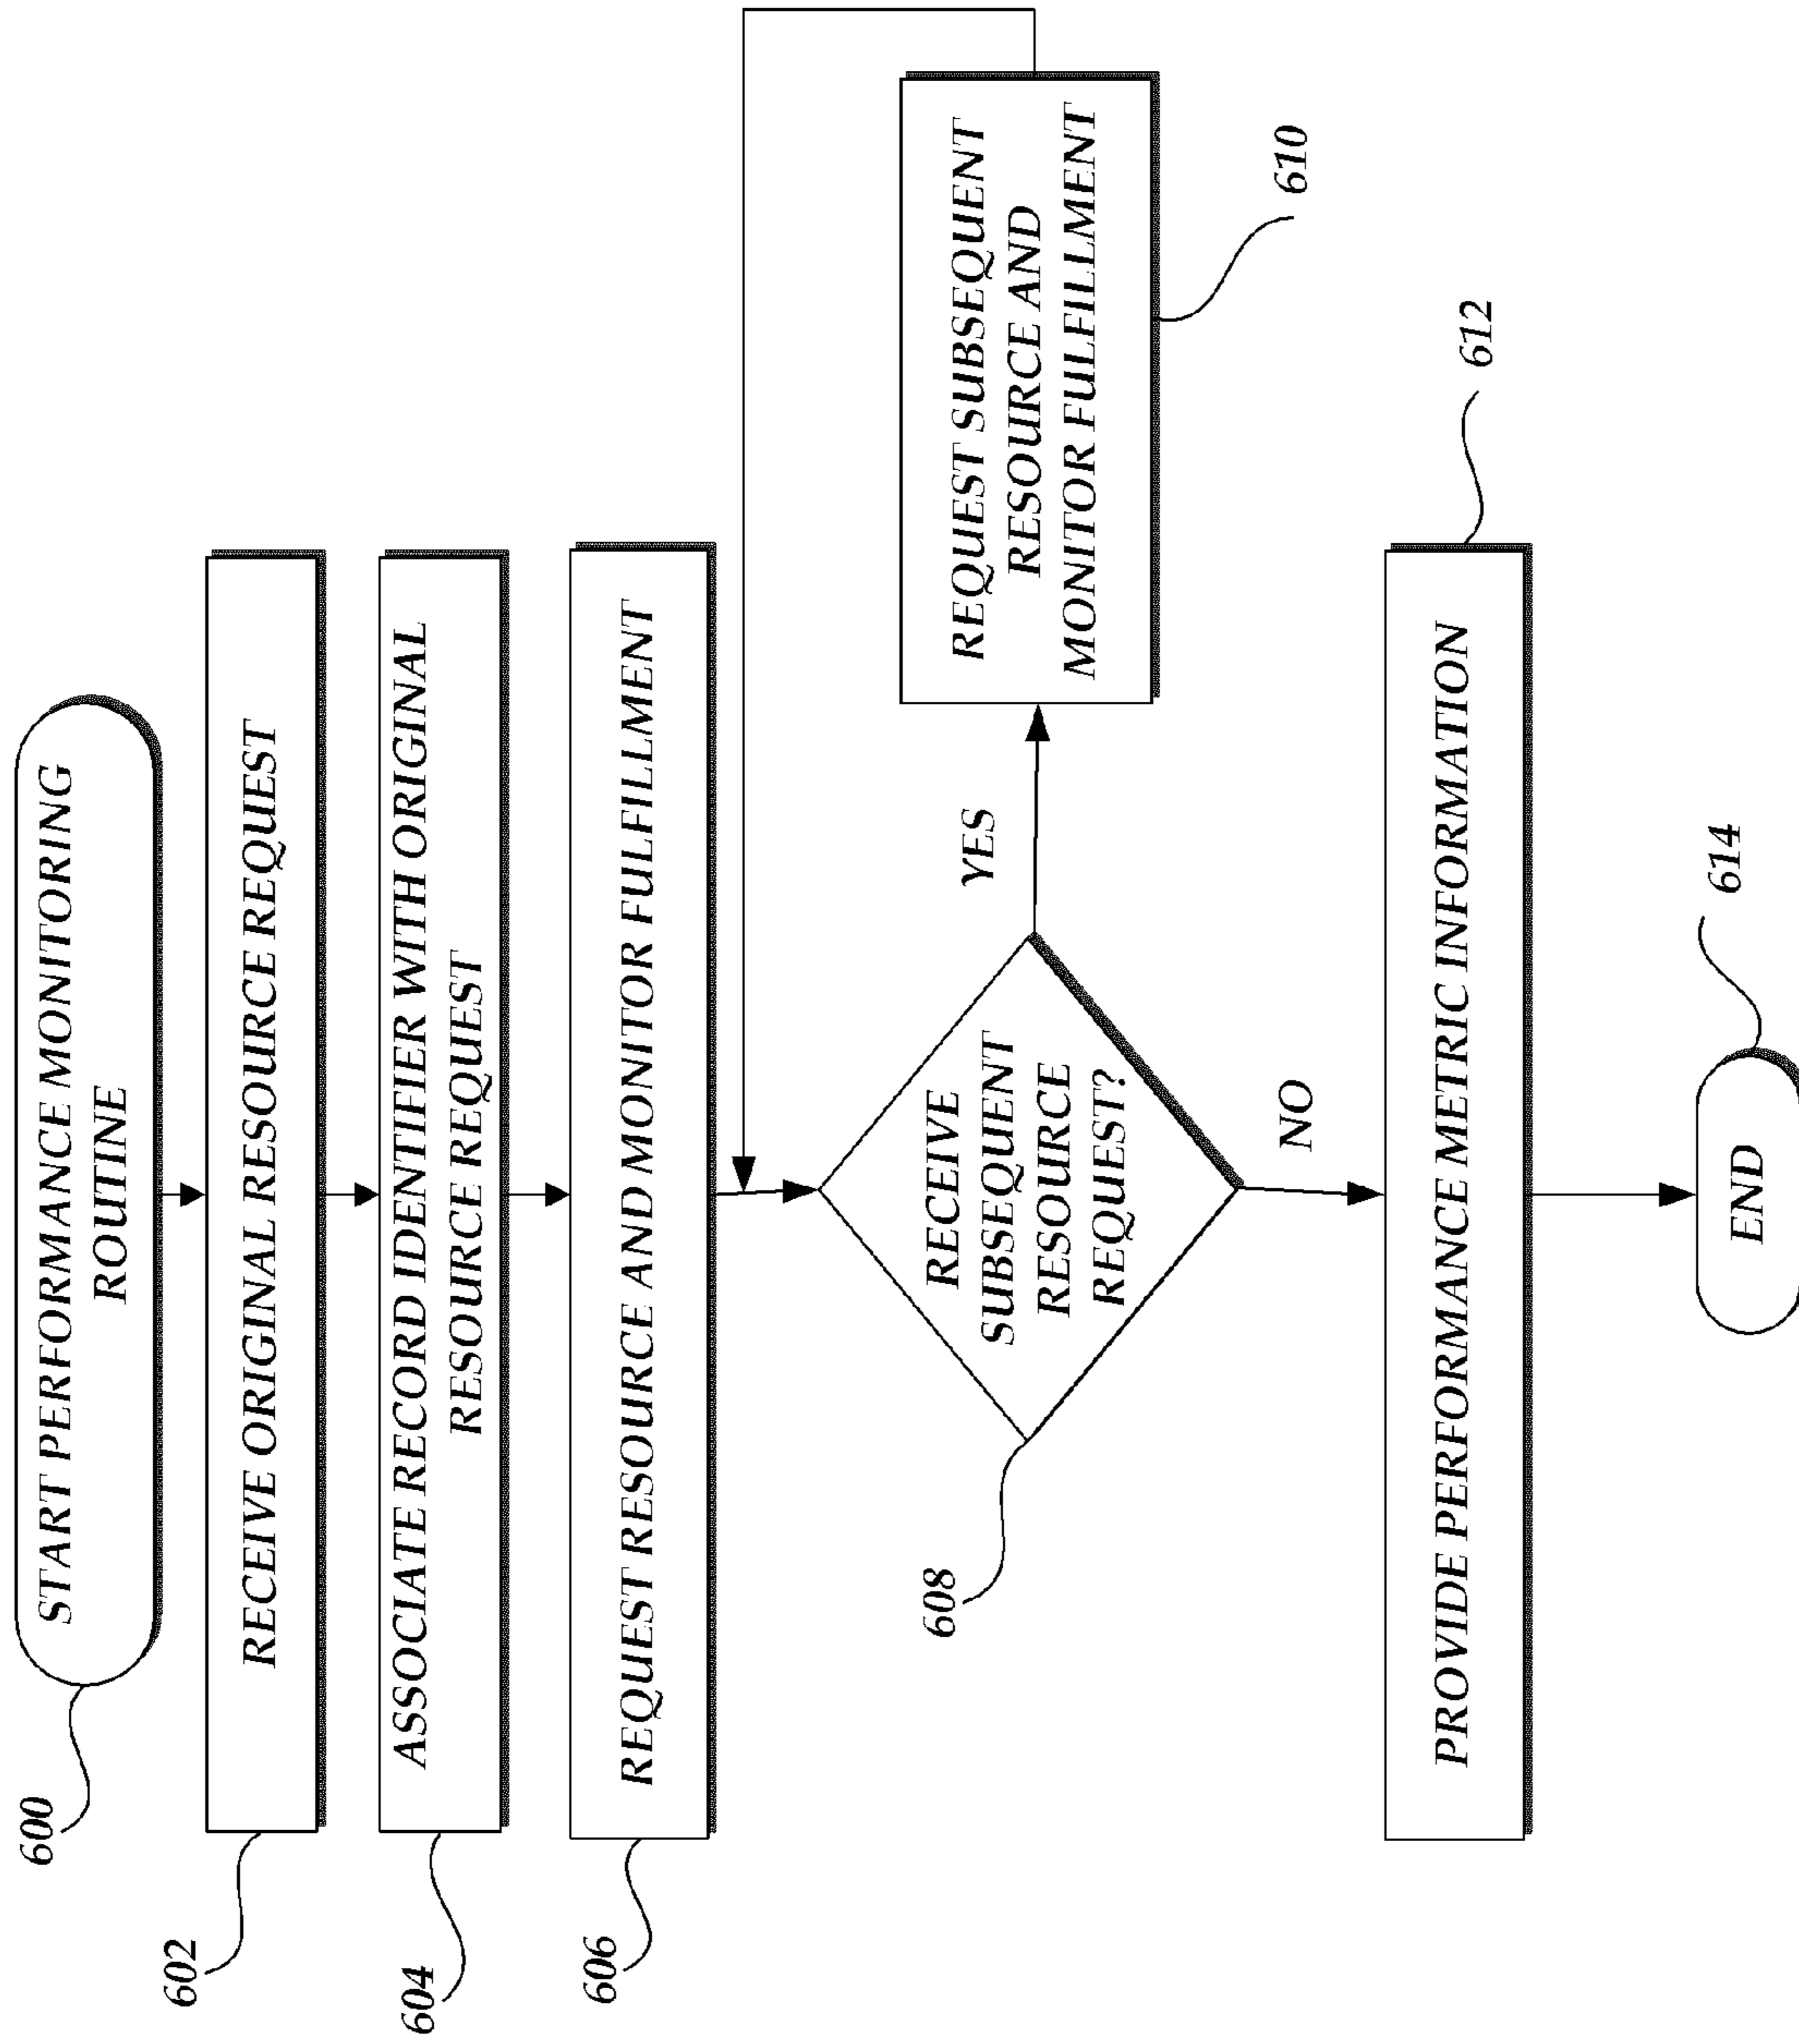 600
START PERFORMANCE MONITORING
ROUTINE
602
RECEIVE ORIGINAL RESOURCE REQUEST
604
ASSOCIATE RECORD IDENTIFIER WITH ORIGINAL
RESOURCE REQUEST
606
REQUEST RESOURCE AND MONITOR FULFILLMENT
608
RECEIVE
SUBSEQUENT
RESOURCE
REQUEST?
YES
REQUEST SUBSEQUENT
RESOURCE AND
MONITOR FULFILLMENT
610
NO
PROVIDE PERFORMANCE METRIC INFORMATION
612
END
614